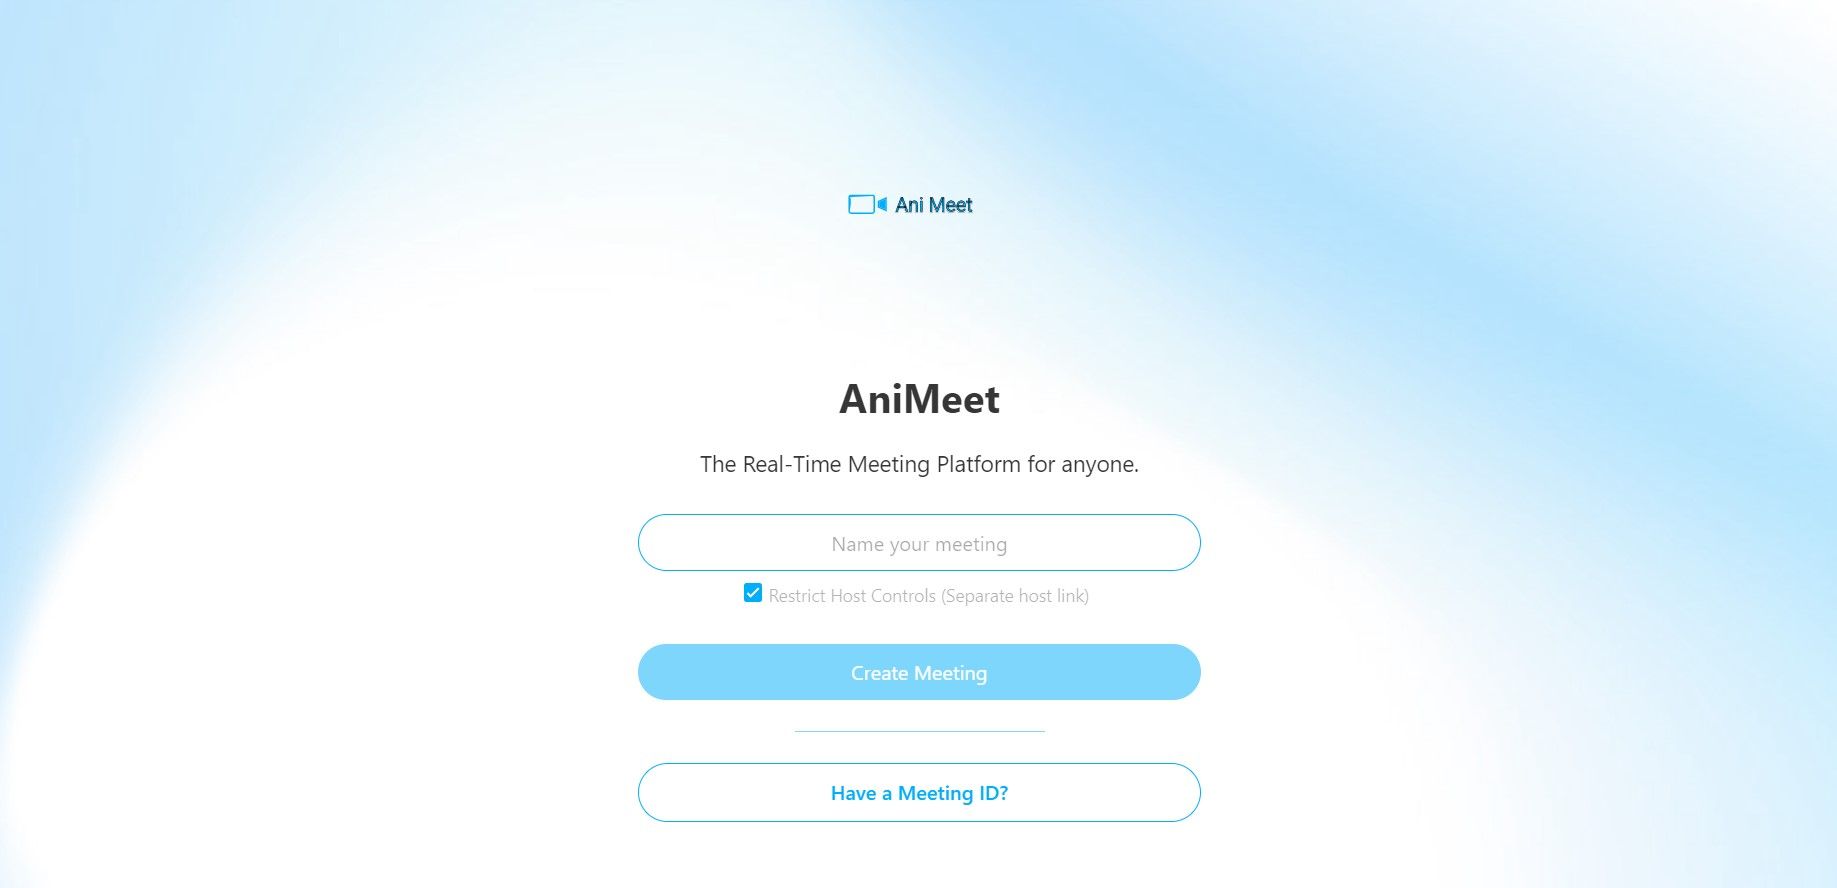 Ani Meet
AniMeet
The Real-Time Meeting Platform for anyone.
Name your meeting
Restrict Host Controls (Separate host link)
Create Meeting
Have a Meeting ID?